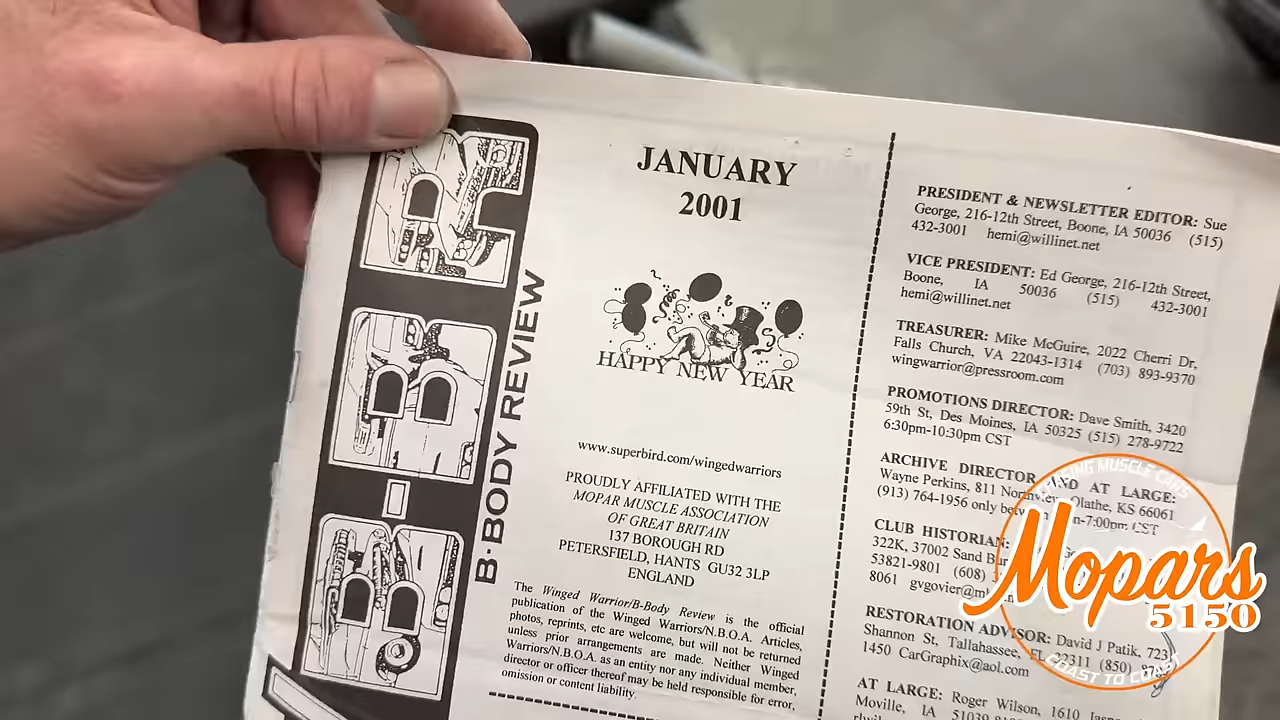 B·BODY REVIEW
JANUARY
2001
HAPPY NEW YEAR
www.superbird.com/wingedwarriors
PROUDLY AFFILIATED WITH THE
MOPAR MUSCLE ASSOCIATION
OF GREAT BRITAIN
137 BOROUGH RD
PETERSFIELD, HANTS GU32 3LP
ENGLAND
The Winged Warrior/B-Body Review is the official
publication of the Winged Warriors/N.B.O.A. Articles,
photos, reprints, etc are welcome, but will not be returned
unless prior arrangements are made. Neither Winged
Warriors/N.B.O.A. as an entity nor any individual member,
director or officer thereof may be held responsible for error,
omission or content liability.
PRESIDENT & NEWSLETTER EDITOR: Sue
George, 216-12th Street, Boone, IA 50036 (515)
432-3001 hemi@willinet.net
VICE PRESIDENT: Ed George, 216-12th Street,
Boone, IA 50036 (515) 432-3001
hemi@willinet.net
TREASURER: Mike McGuire, 2022 Cherri Dr,
Falls Church, VA 22043-1314 (703) 893-9370
wingwarrior@pressroom.com
PROMOTIONS DIRECTOR: Dave Smith, 3420
59th St, Des Moines, IA 50325 (515) 278-9722
6:30pm-10:30pm CST
ARCHIVE DIRECTOR AND AT LARGE:
Wayne Perkins, 811 Northview, Olathe, KS 66061
(913) 764-1956 only CST
CLUB HISTORIAN:
322K, 37002 Sand
53821-9801 (608)
8061
RESTORATION ADVISOR: David J Patik,
Shannon St, Tallahassee, FL (850)
1450 CarGraphix@aol.com
AT LARGE: Roger Wilson, 1610
Moville, IA
MUSCLE CARS
Mopars
5150
COAST TO COAST